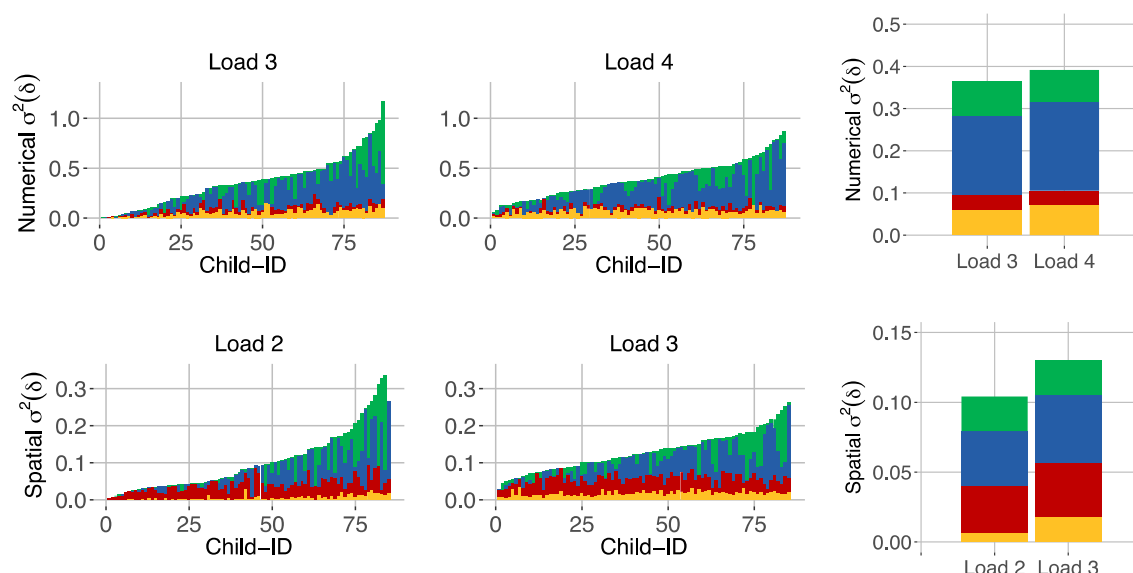 Load 3
Numerical σ²(δ)
1.0
0.5
0.0
0 25 50 75
Child−ID
Load 4
1.0
0.5
0.0
0 25 50 75
Child−ID
Numerical σ²(δ)
0.5
0.4
0.3
0.2
0.1
0.0
Load 3 Load 4
Load 2
Spatial σ²(δ)
0.3
0.2
0.1
0.0
0 25 50 75
Child−ID
Load 3
0.3
0.2
0.1
0.0
0 25 50 75
Child−ID
Spatial σ²(δ)
0.15
0.10
0.05
0.00
Load 2 Load 3